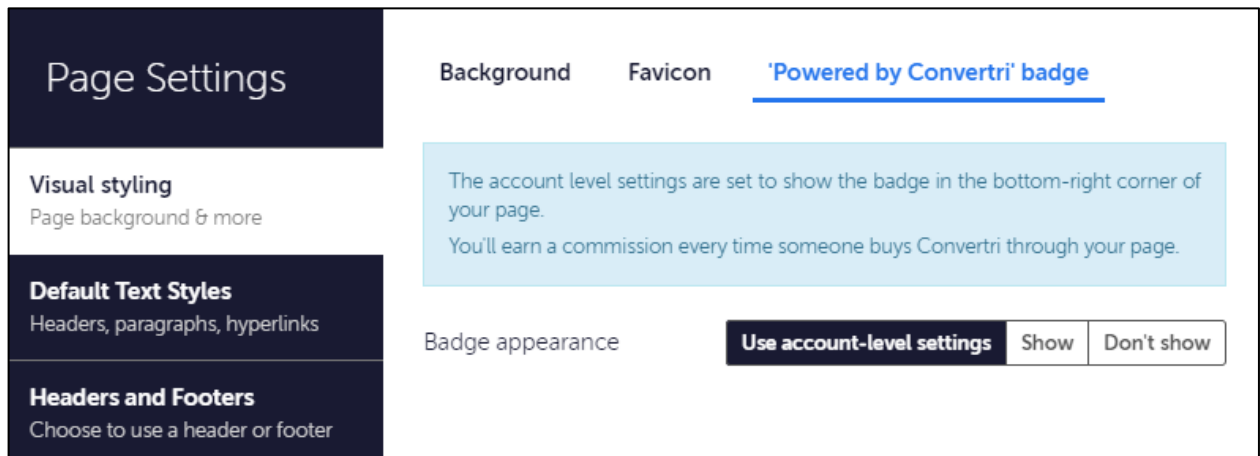 Page Settings
Visual styling
Page background & more
Default Text Styles
Headers, paragraphs, hyperlinks
Headers and Footers
Choose to use a header or footer
Background Favicon 'Powered by Convertri' badge
The account level settings are set to show the badge in the bottom-right corner of
your page.
You'll earn a commission every time someone buys Convertri through your page.
Badge appearance Use account-level settings Show Don't show